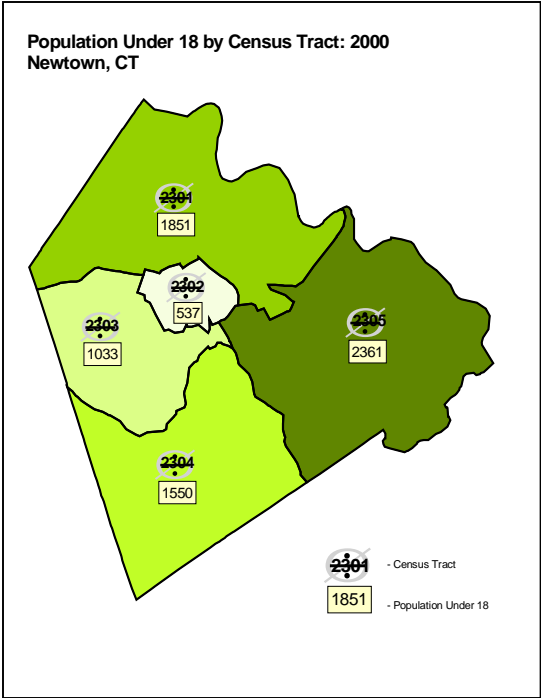 Population Under 18 by Census Tract: 2000
Newtown, CT
2301
1851
2302
537
2303
1033
2305
2361
2304
1550
2301 - Census Tract
1851 - Population Under 18